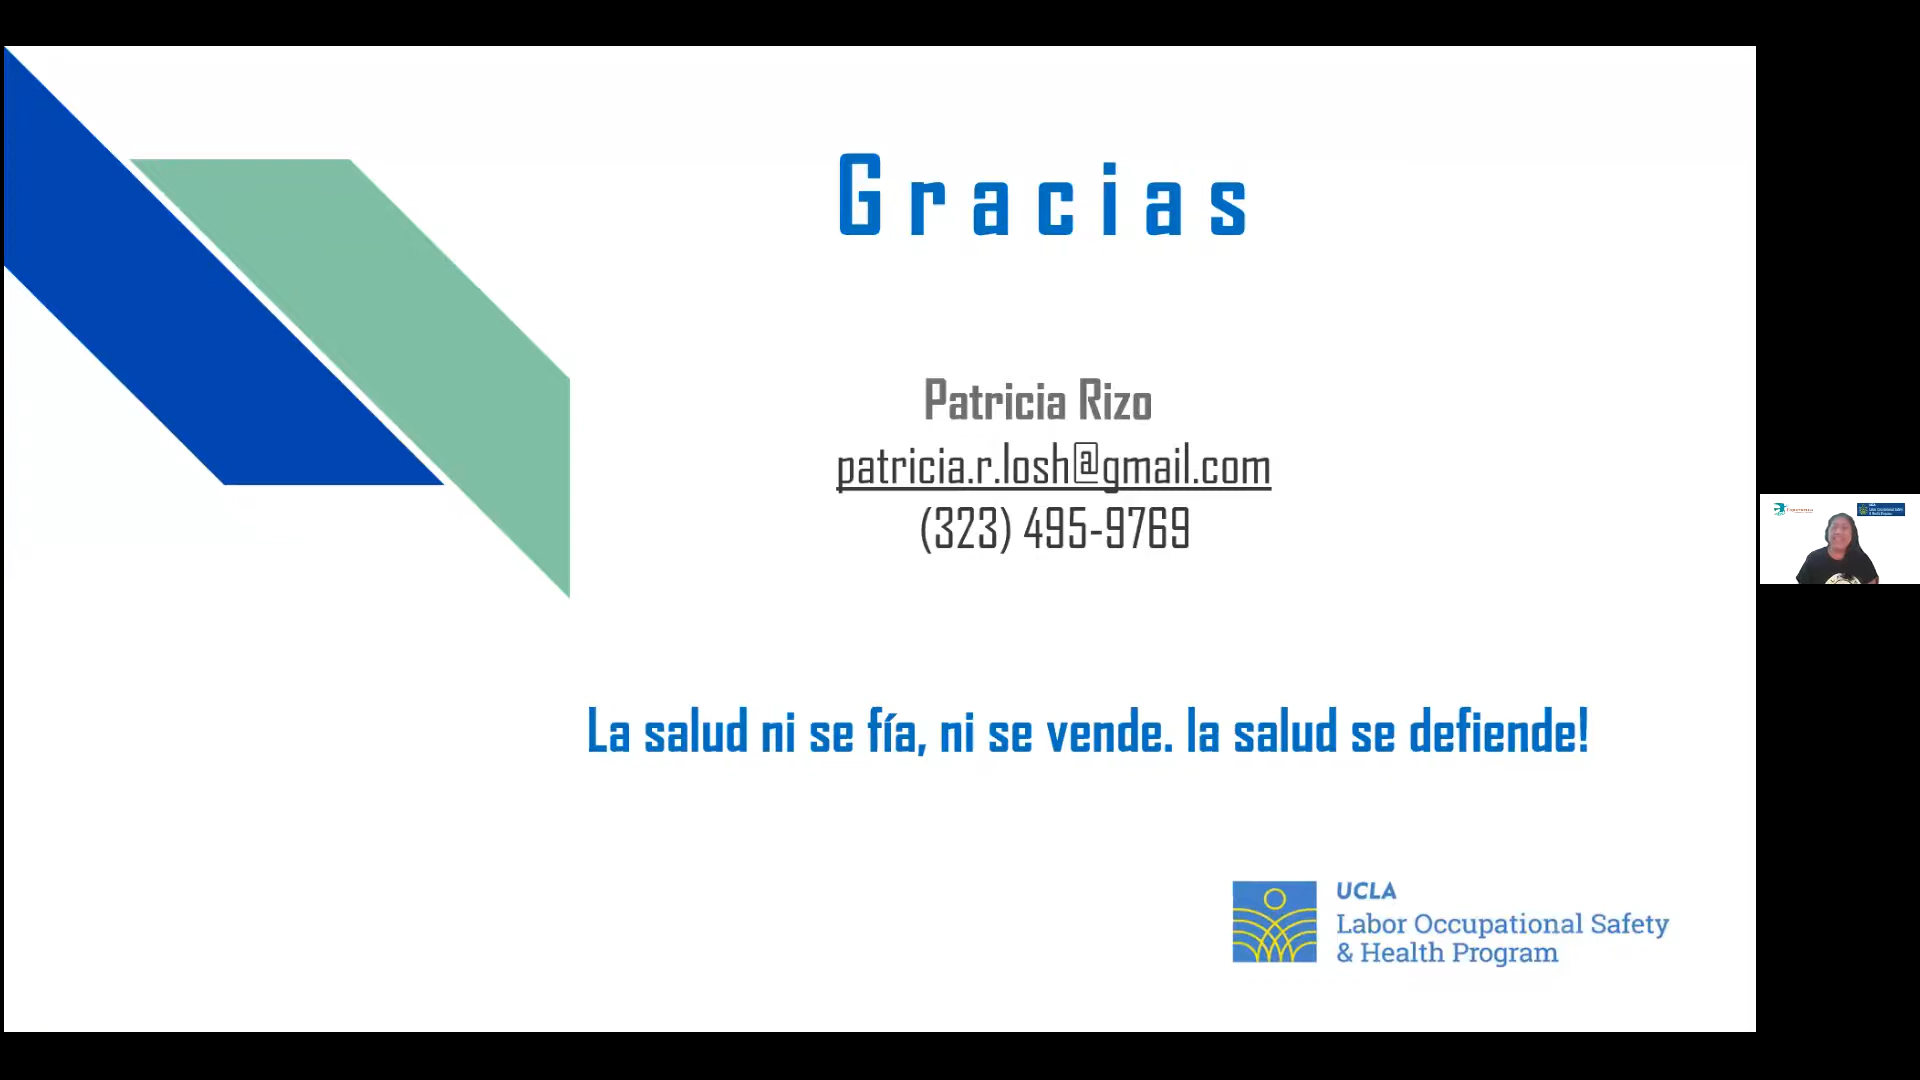 Gracias
Patricia Rizo
patricia.r.losh@gmail.com
(323) 495-9769
La salud ni se fía, ni se vende. la salud se defiende!
UCLA
Labor Occupational Safety
& Health Program